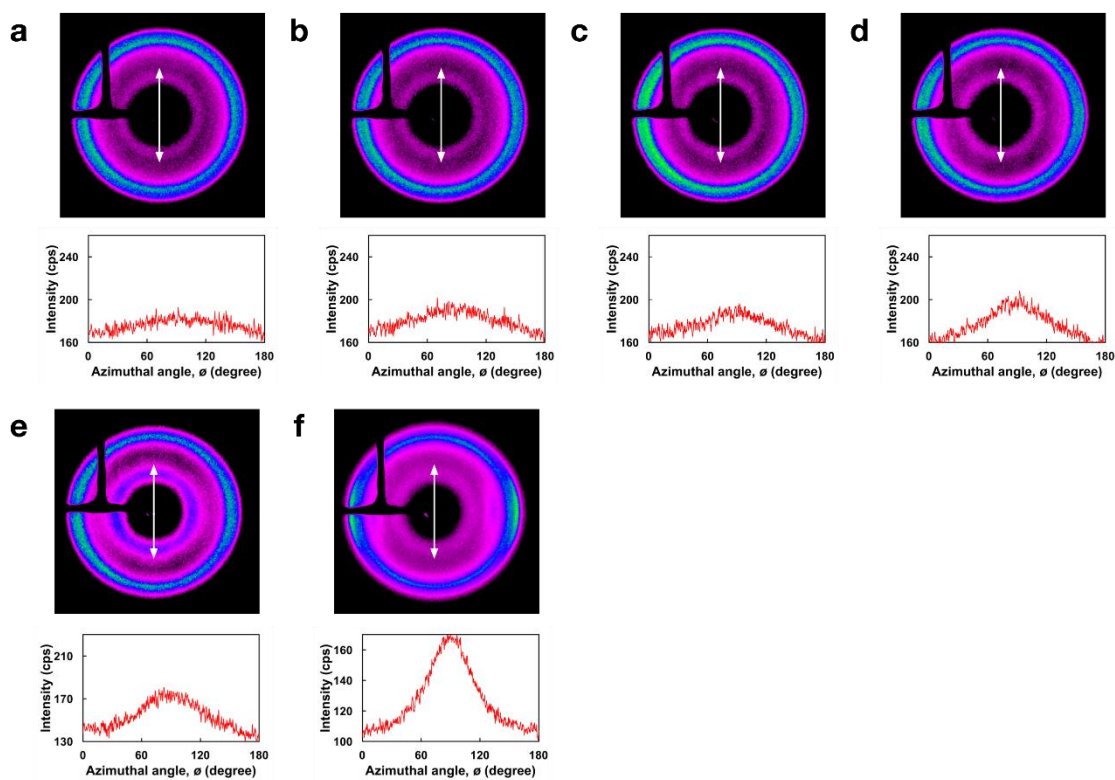 a
b
c
d
Intensity (cps)
240
200
160
0
60
120
180
Azimuthal angle, ø (degree)
Intensity (cps)
240
200
160
0
60
120
180
Azimuthal angle, ø (degree)
Intensity (cps)
240
200
160
0
60
120
180
Azimuthal angle, ø (degree)
Intensity (cps)
240
200
160
0
60
120
180
Azimuthal angle, ø (degree)
e
f
Intensity (cps)
210
170
130
0
60
120
180
Azimuthal angle, ø (degree)
Intensity (cps)
160
140
120
100
0
60
120
180
Azimuthal angle, ø (degree)